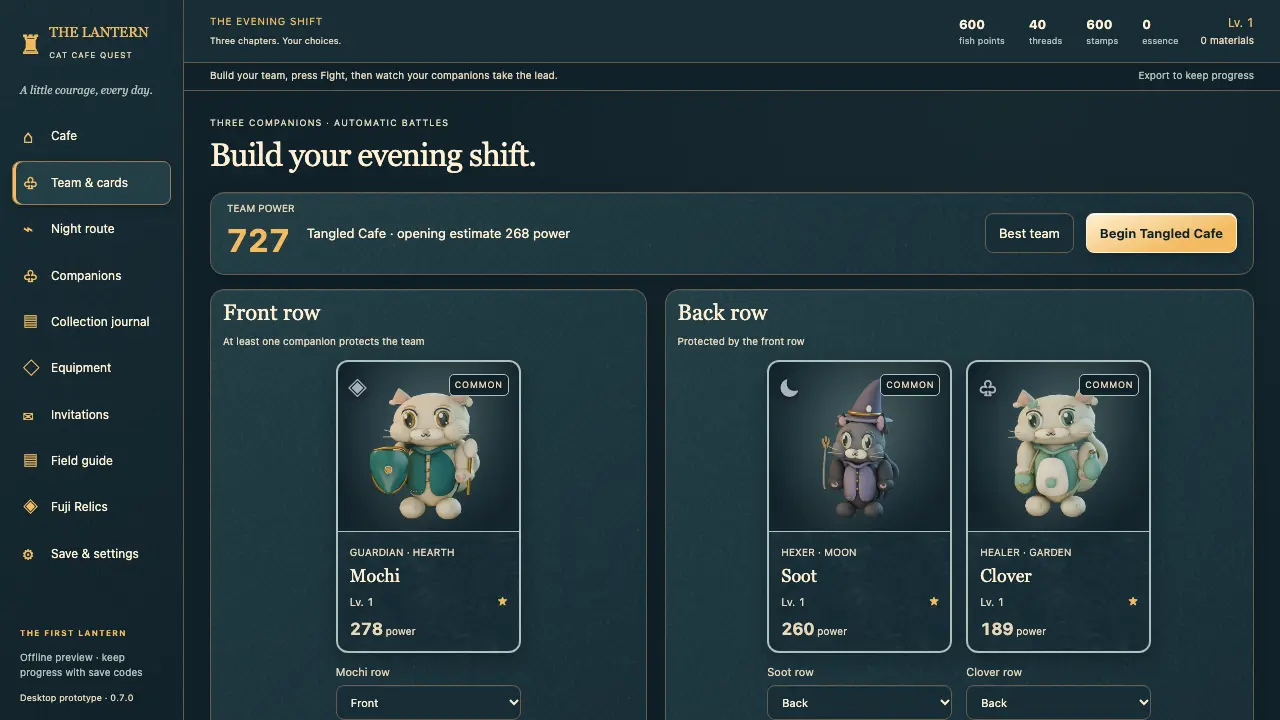 THE LANTERN
CAT CAFE QUEST
A little courage, every day.
Cafe
Team & cards
Night route
Companions
Collection journal
Equipment
Invitations
Field guide
Fuji Relics
Save & settings
THE FIRST LANTERN
Offline preview · keep
progress with save codes
Desktop prototype · 0.7.0
THE EVENING SHIFT
Three chapters. Your choices.
600
fish points
40
threads
600
stamps
0
essence
Lv. 1
0 materials
Build your team, press Fight, then watch your companions take the lead.
Export to keep progress
THREE COMPANIONS · AUTOMATIC BATTLES
Build your evening shift.
TEAM POWER
727
Tangled Cafe · opening estimate 268 power
Best team
Begin Tangled Cafe
Front row
At least one companion protects the team
COMMON
GUARDIAN · HEARTH
Mochi
Lv. 1
278 power
Mochi row
Front
Back row
Protected by the front row
COMMON
HEXER · MOON
Soot
Lv. 1
260 power
Soot row
Back
COMMON
HEALER · GARDEN
Clover
Lv. 1
189 power
Clover row
Back